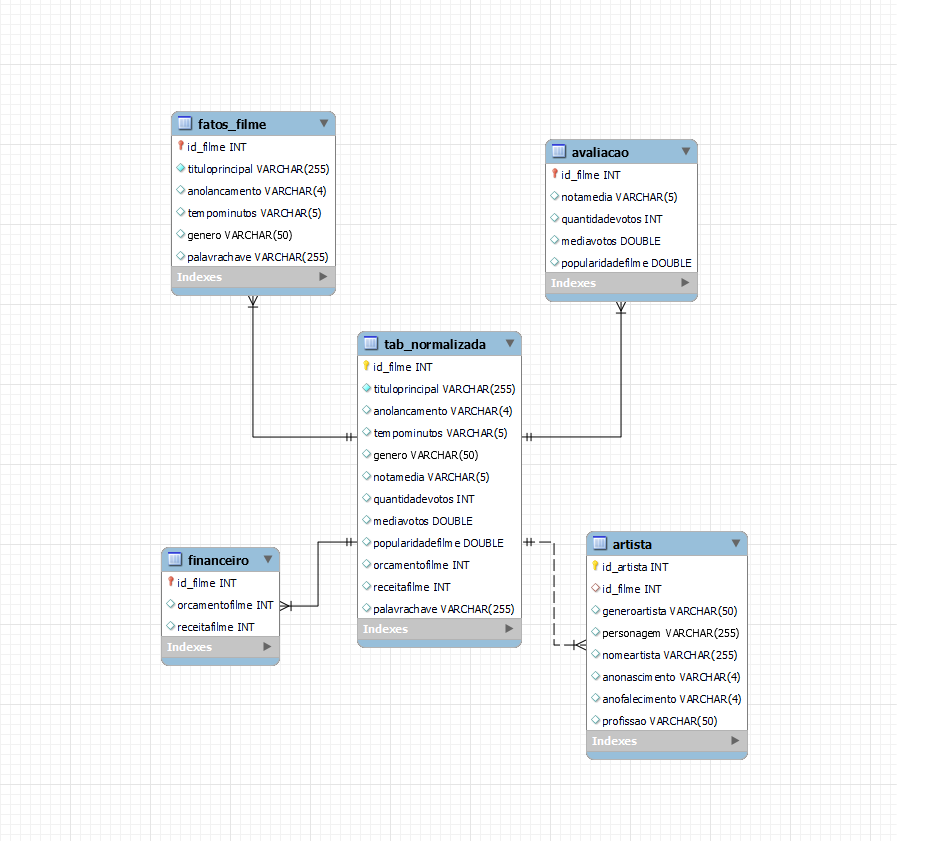 fatos_filme
id_filme INT
tituloprincipal VARCHAR(255)
anolancamento VARCHAR(4)
tempominutos VARCHAR(5)
genero VARCHAR(50)
palavrachave VARCHAR(255)
Indexes
avaliacao
id_filme INT
notamedia VARCHAR(5)
quantidadevotos INT
mediavotos DOUBLE
popularidadefilme DOUBLE
Indexes
tab_normalizada
id_filme INT
tituloprincipal VARCHAR(255)
anolancamento VARCHAR(4)
tempominutos VARCHAR(5)
genero VARCHAR(50)
notamedia VARCHAR(5)
quantidadevotos INT
mediavotos DOUBLE
popularidadefilme DOUBLE
orcamentofilme INT
receitafilme INT
palavrachave VARCHAR(255)
Indexes
financeiro
id_filme INT
orcamentofilme INT
receitafilme INT
Indexes
artista
id_artista INT
id_filme INT
generoartista VARCHAR(50)
personagem VARCHAR(255)
nomeartista VARCHAR(255)
anonascimento VARCHAR(4)
anofalecimento VARCHAR(4)
profissao VARCHAR(50)
Indexes